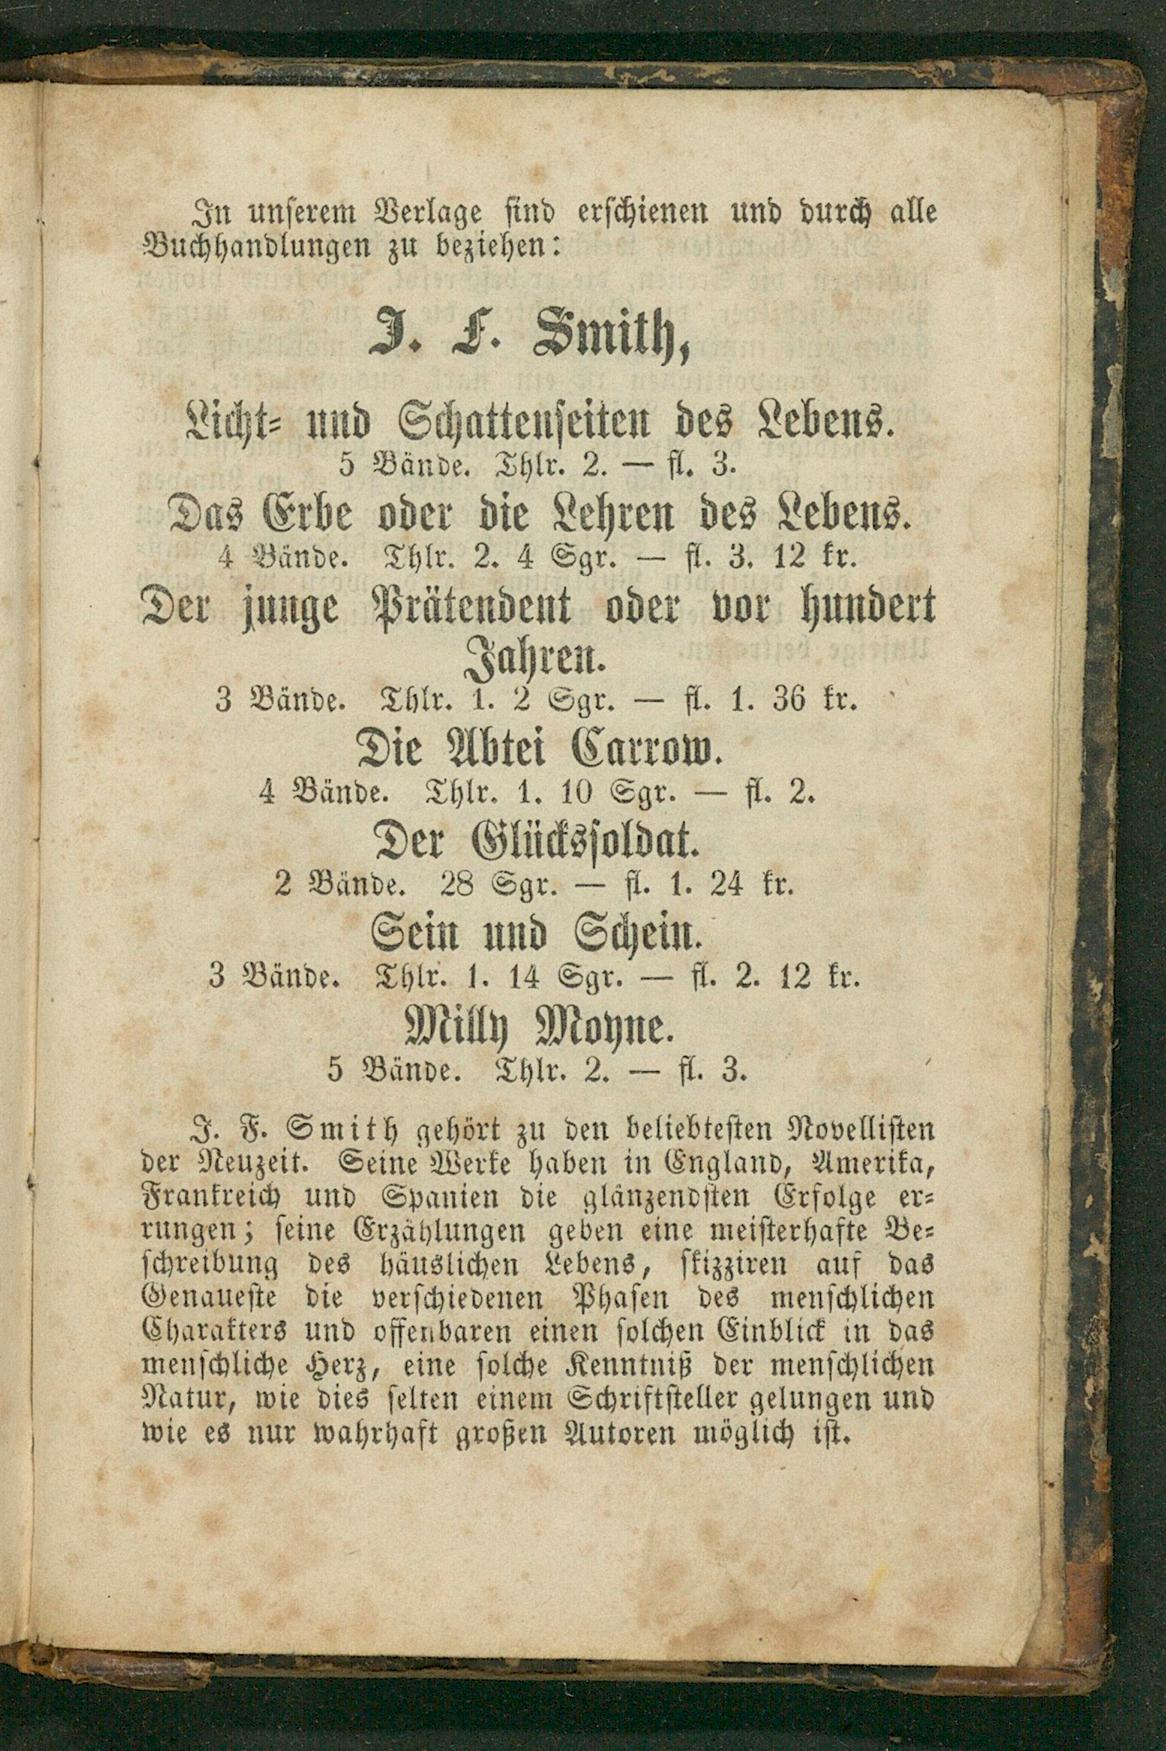 In unserem Verlage sind erschienen und durch alle
Buchhandlungen zu beziehen:
J. F. Smith,
Licht- und Schattenseiten des Lebens.
5 Bände. Thlr. 2. — fl. 3.
Das Erbe oder die Lehren des Lebens.
4 Bände. Thlr. 2. 4 Sgr. — fl. 3. 12 kr.
Der junge Prätendent oder vor hundert
Jahren.
3 Bände. Thlr. 1. 2 Sgr. — fl. 1. 36 kr.
Die Abtei Carrow.
4 Bände. Thlr. 1. 10 Sgr. — fl. 2.
Der Glückssoldat.
2 Bände. 28 Sgr. — fl. 1. 24 kr.
Sein und Schein.
3 Bände. Thlr. 1. 14 Sgr. — fl. 2. 12 kr.
Milly Moyne.
5 Bände. Thlr. 2. — fl. 3.
J. F. Smith gehört zu den beliebtesten Novellisten
der Neuzeit. Seine Werke haben in England, Amerika,
Frankreich und Spanien die glänzendsten Erfolge er-
rungen; seine Erzählungen geben eine meisterhafte Be-
schreibung des häuslichen Lebens, skizziren auf das
Genaueste die verschiedenen Phasen des menschlichen
Charakters und offenbaren einen solchen Einblick in das
menschliche Herz, eine solche Kenntniß der menschlichen
Natur, wie dies selten einem Schriftsteller gelungen und
wie es nur wahrhaft großen Autoren möglich ist.